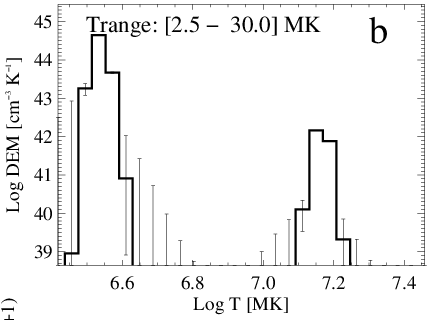 Trange: [2.5 − 30.0] MK
b
45
44
43
42
41
40
39
Log DEM [cm⁻³ K⁻¹]
6.6 6.8 7.0 7.2 7.4
Log T [MK]
+1)